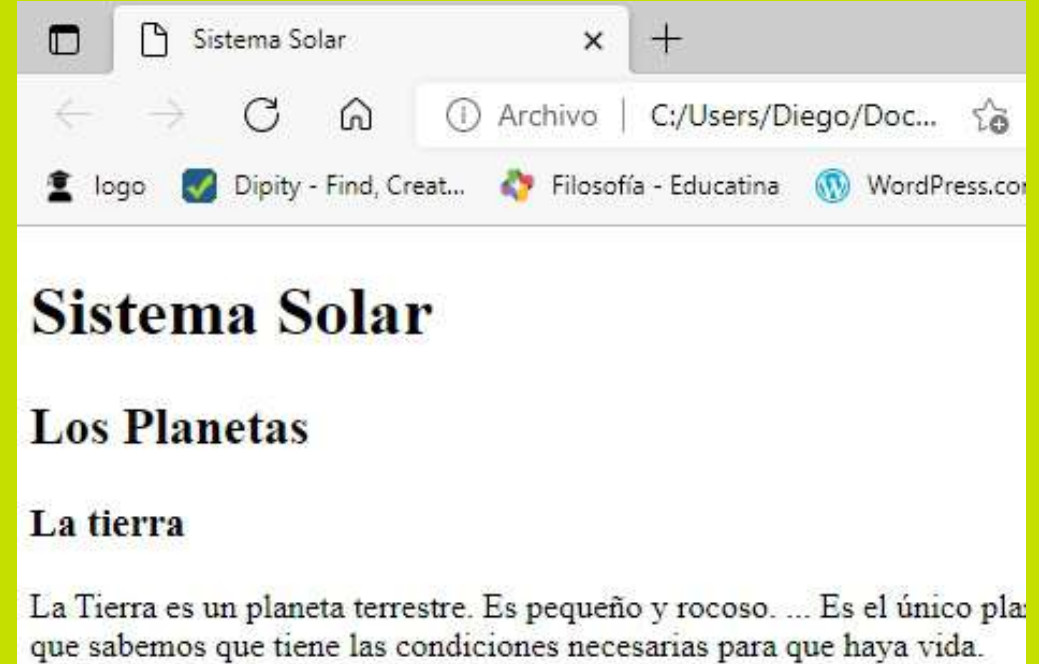 Sistema Solar
Archivo | C:/Users/Diego/Doc...
logo Dipity - Find, Creat... Filosofía - Educatina WordPress.co
Sistema Solar
Los Planetas
La tierra
La Tierra es un planeta terrestre. Es pequeño y rocoso. ... Es el único pla
que sabemos que tiene las condiciones necesarias para que haya vida.